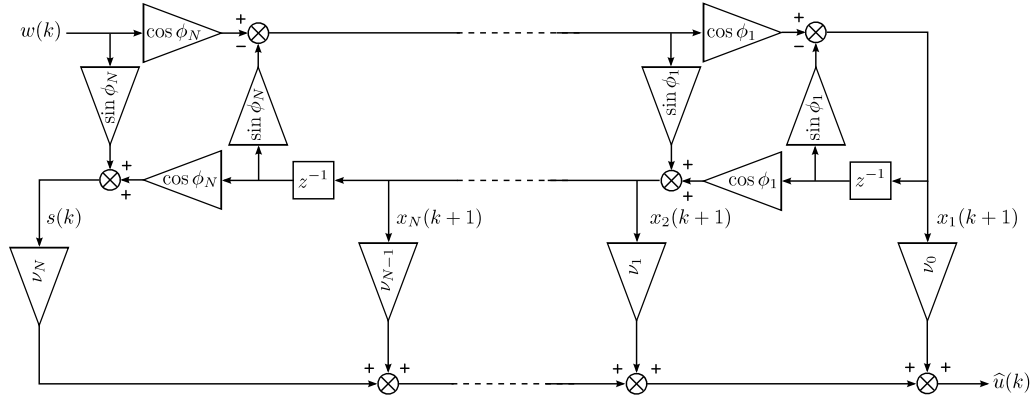 w(k) cos ϕ_N + − cos ϕ_1 + −
sin ϕ_N sin ϕ_N sin ϕ_1 sin ϕ_1
+ + cos ϕ_N z⁻¹ + + cos ϕ_1 z⁻¹
s(k) x_N(k+1) x_2(k+1) x_1(k+1)
ν_N ν_{N−1} ν_1 ν_0
+ + + + + + û(k)